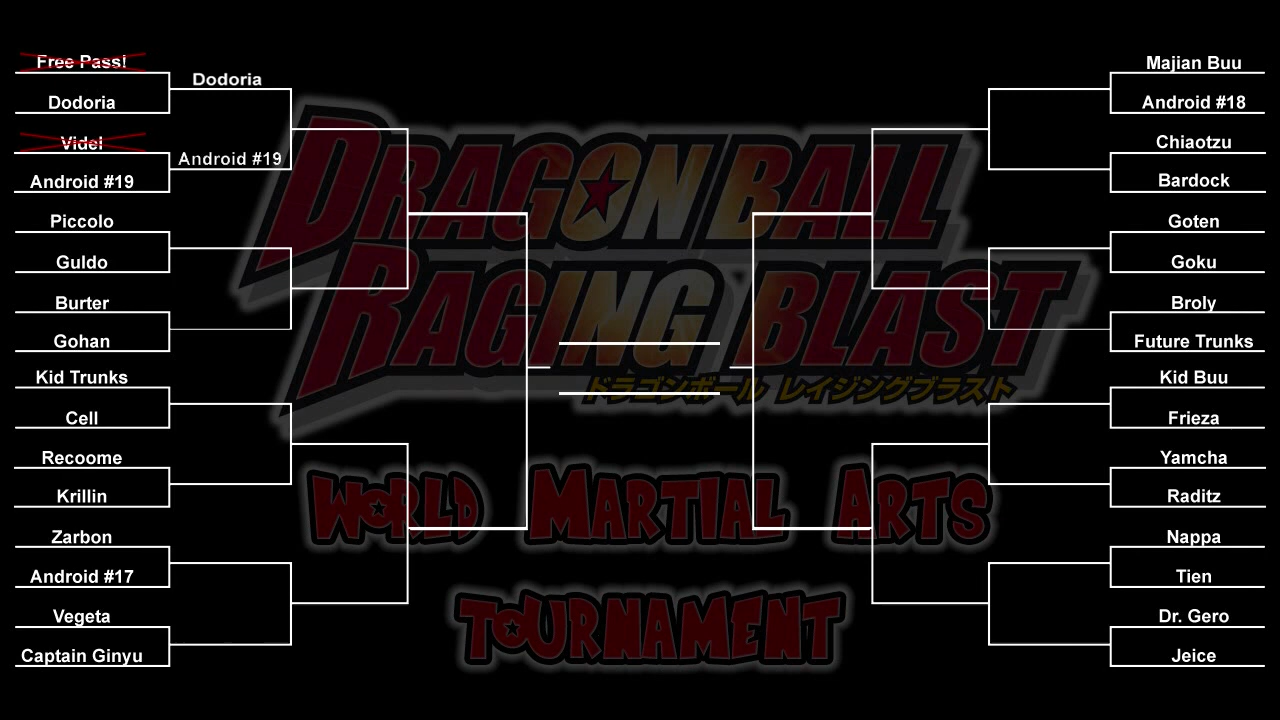 Free Pass!
Dodoria
Dodoria
Videl
Android #19
Android #19
Piccolo
Guldo
Burter
Gohan
Kid Trunks
Cell
Recoome
Krillin
Zarbon
Android #17
Vegeta
Captain Ginyu
DRAGON BALL
RAGING BLAST
ドラゴンボール レイジングブラスト
WORLD MARTIAL ARTS
TOURNAMENT
Majian Buu
Android #18
Chiaotzu
Bardock
Goten
Goku
Broly
Future Trunks
Kid Buu
Frieza
Yamcha
Raditz
Nappa
Tien
Dr. Gero
Jeice